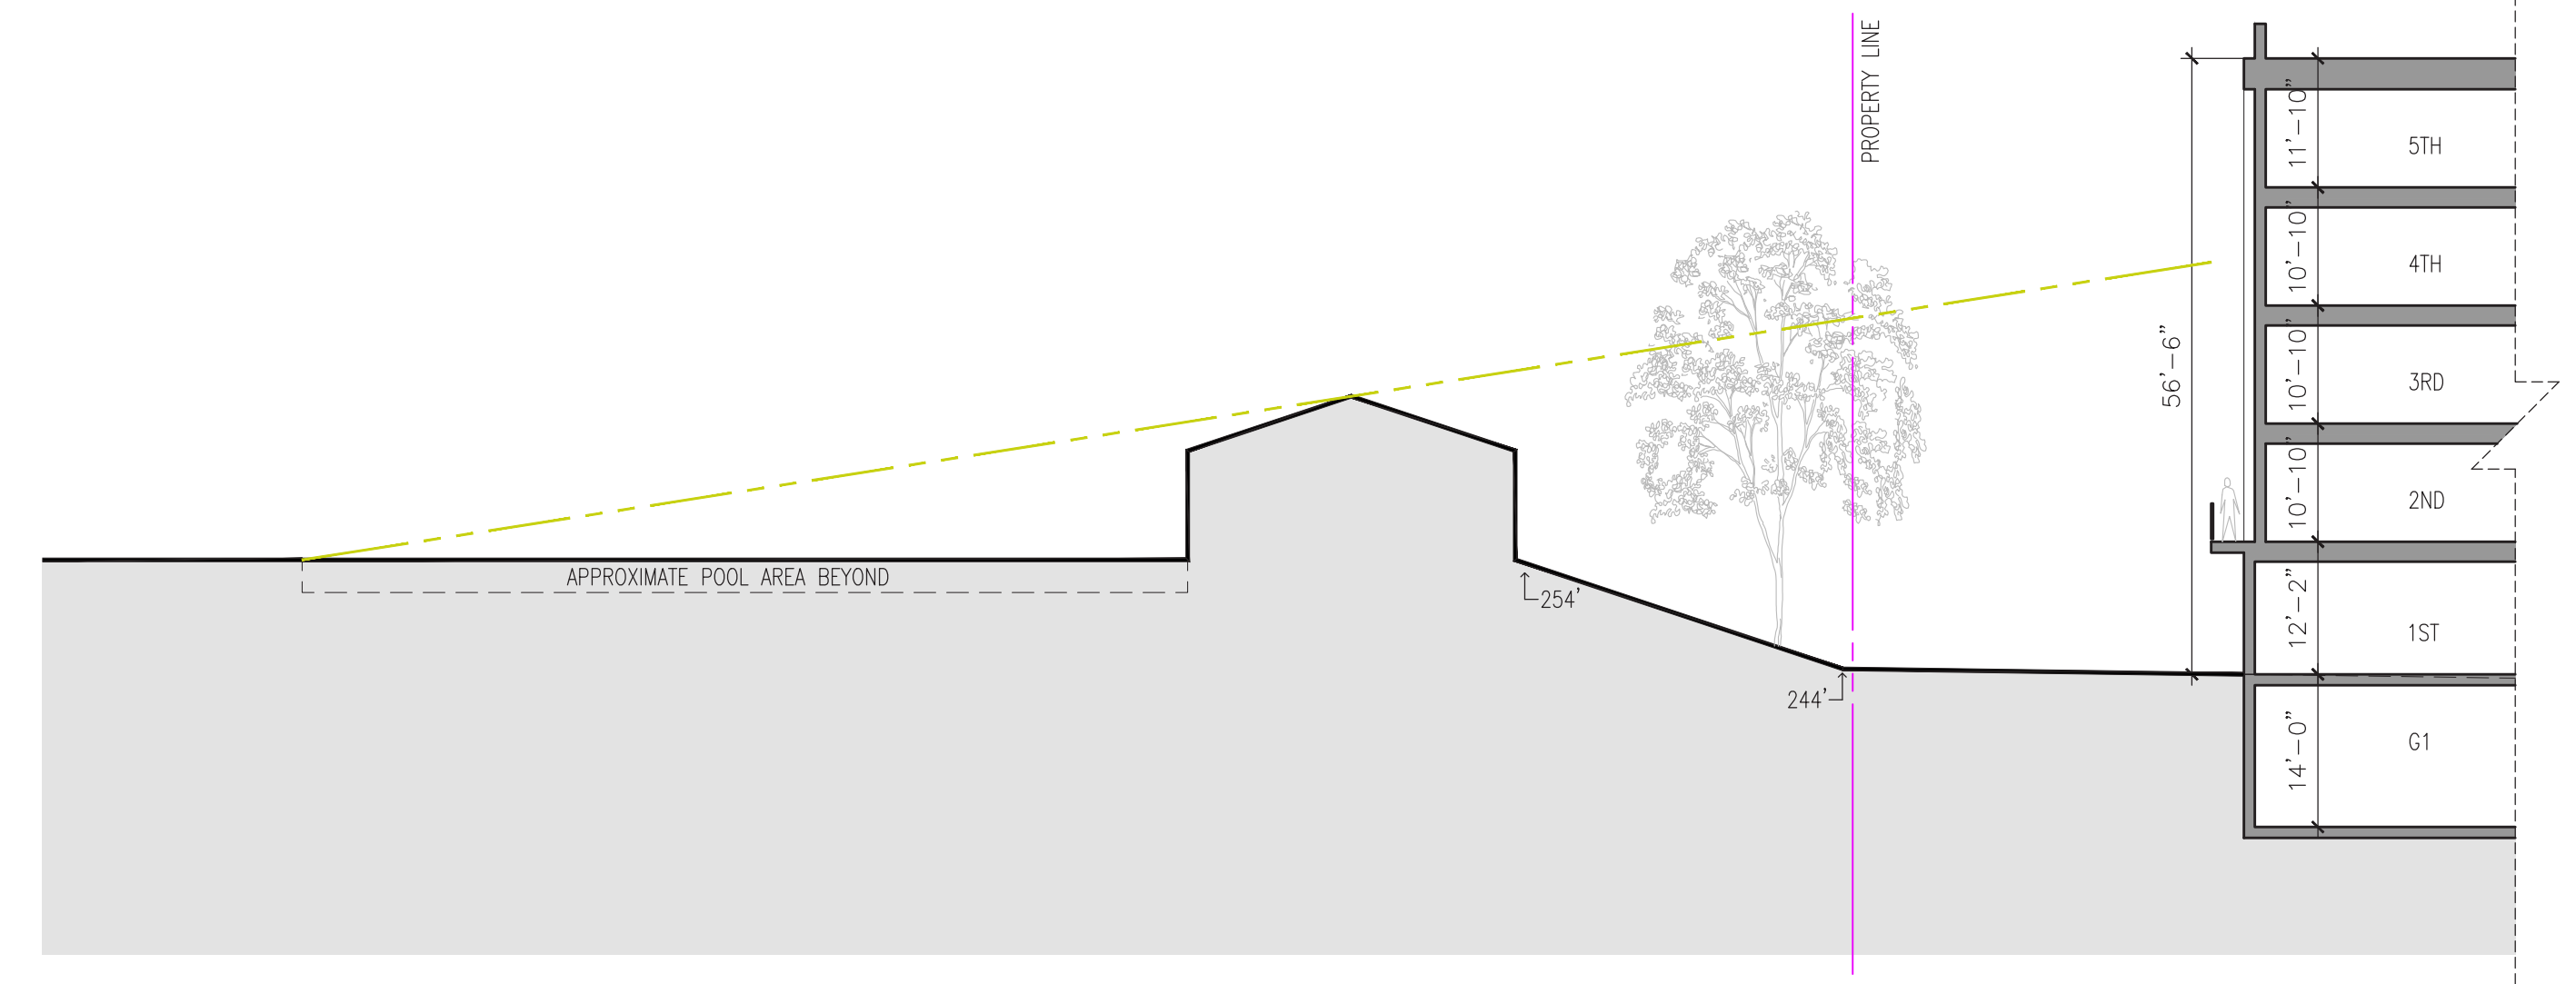 PROPERTY LINE
11'-10"
5TH
10'-10"
4TH
56'-6"
10'-10"
3RD
10'-10"
2ND
APPROXIMATE POOL AREA BEYOND
254'
12'-2"
1ST
244'
14'-0"
G1